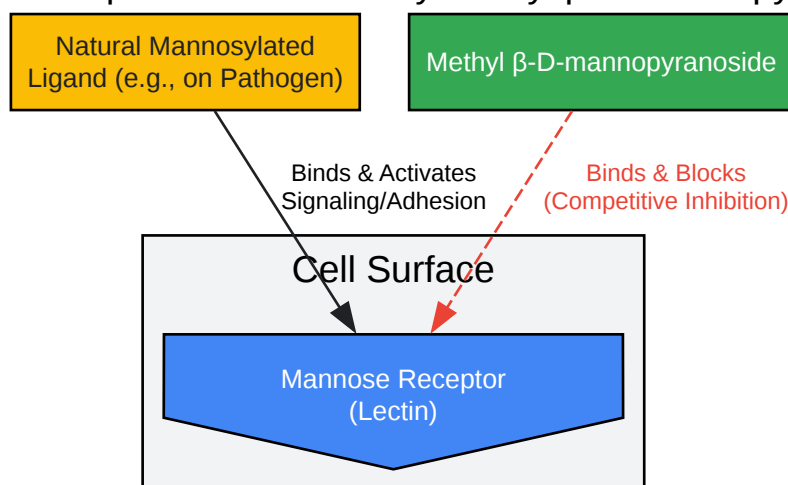 Natural Mannosylated
Ligand (e.g., on Pathogen)
Methyl β-D-mannopyranoside
Binds & Activates
Signaling/Adhesion
Binds & Blocks
(Competitive Inhibition)
Cell Surface
Mannose Receptor
(Lectin)